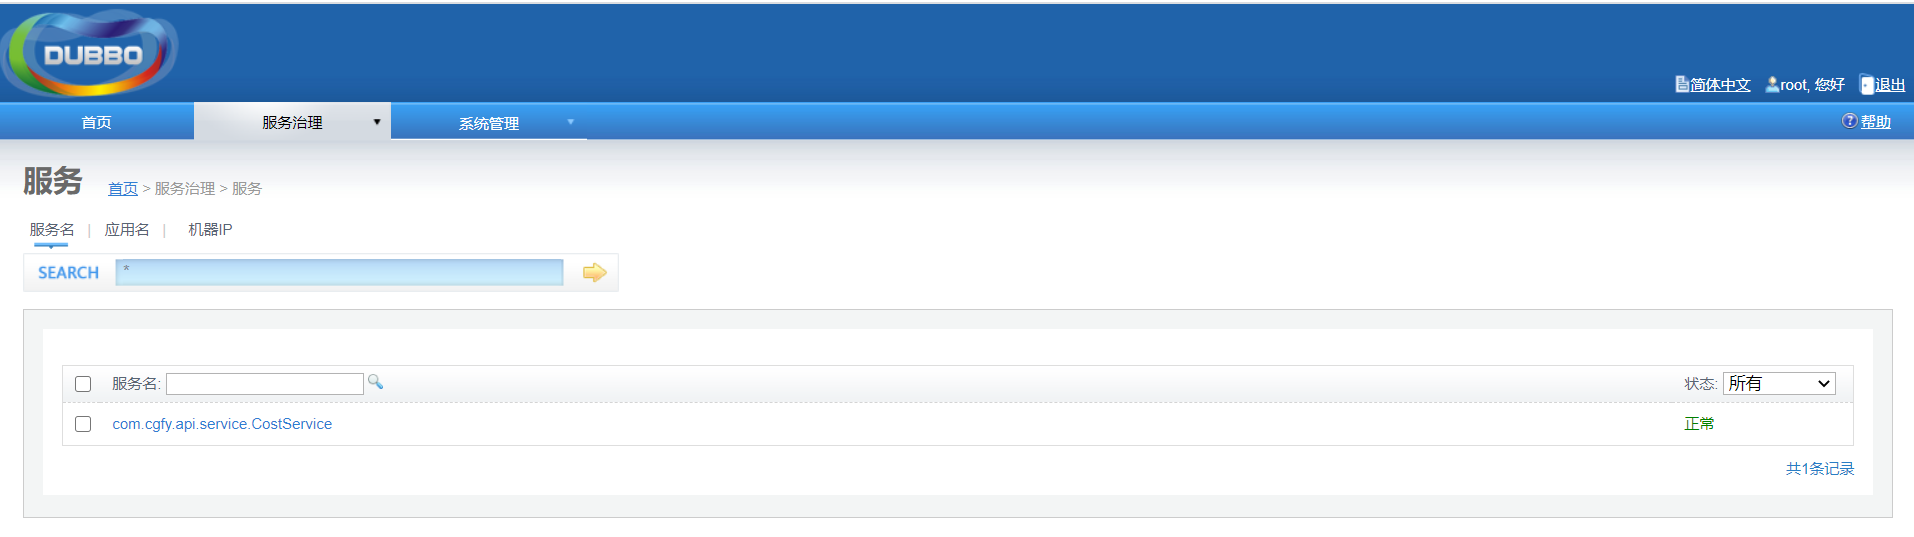 DUBBO
简体中文 root, 您好 退出
首页 服务治理 系统管理 帮助
服务 首页 > 服务治理 > 服务
服务名 | 应用名 | 机器IP
SEARCH *
服务名: 状态: 所有
com.cgfy.api.service.CostService 正常
共1条记录